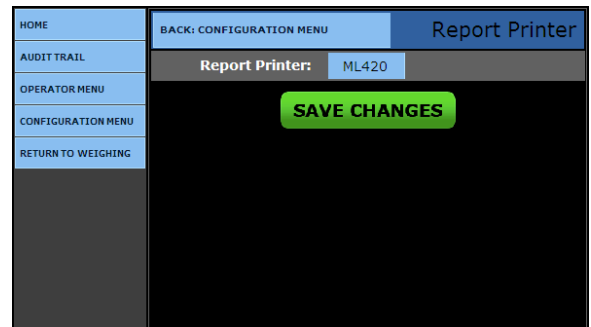 HOME
AUDIT TRAIL
OPERATOR MENU
CONFIGURATION MENU
RETURN TO WEIGHING
BACK: CONFIGURATION MENU
Report Printer
Report Printer: ML420
SAVE CHANGES